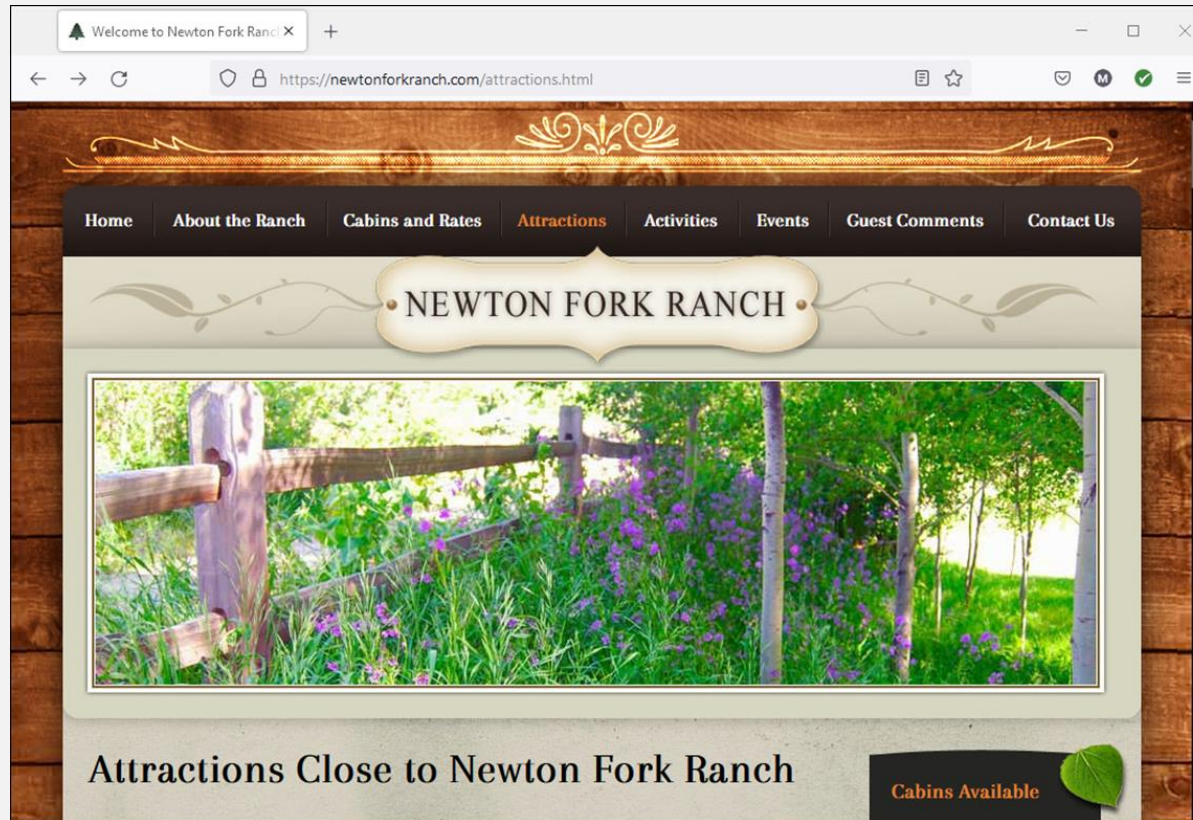 Welcome to Newton Fork Ranc
https://newtonforkranch.com/attractions.html
M
Home About the Ranch Cabins and Rates Attractions Activities Events Guest Comments Contact Us
NEWTON FORK RANCH
Attractions Close to Newton Fork Ranch
Cabins Available